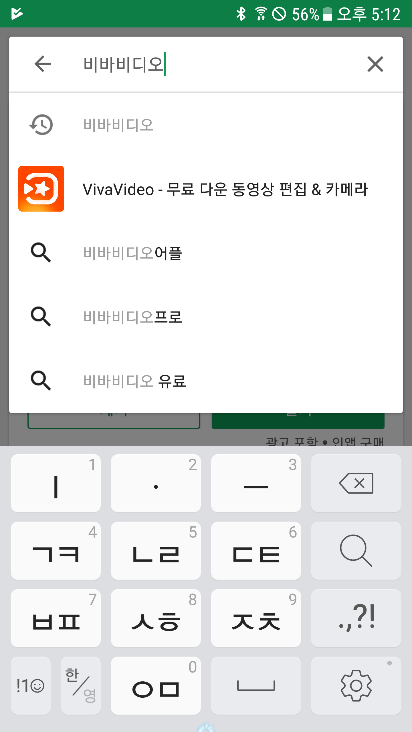 56% 오후 5:12
비바비디오
비바비디오
VivaVideo - 무료 다운 동영상 편집 & 카메라
비바비디오어플
비바비디오프로
비바비디오 유료
광고 포함 • 인앱 구매
ㅣ 1 · 2 ㅡ 3
ㄱㅋ 4 ㄴㄹ 5 ㄷㅌ 6
ㅂㅍ 7 ㅅㅎ 8 ㅈㅊ 9 .,?!
!1☺ 한/영 ㅇㅁ 0